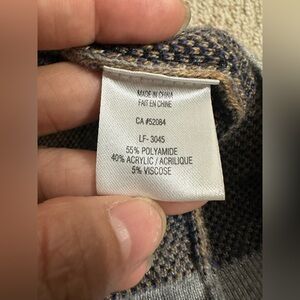 MADE IN CHINA
FAIT EN CHINE
CA #52084
LF- 3045
55% POLYAMIDE
40% ACRYLIC / ACRILIQUE
5% VISCOSE